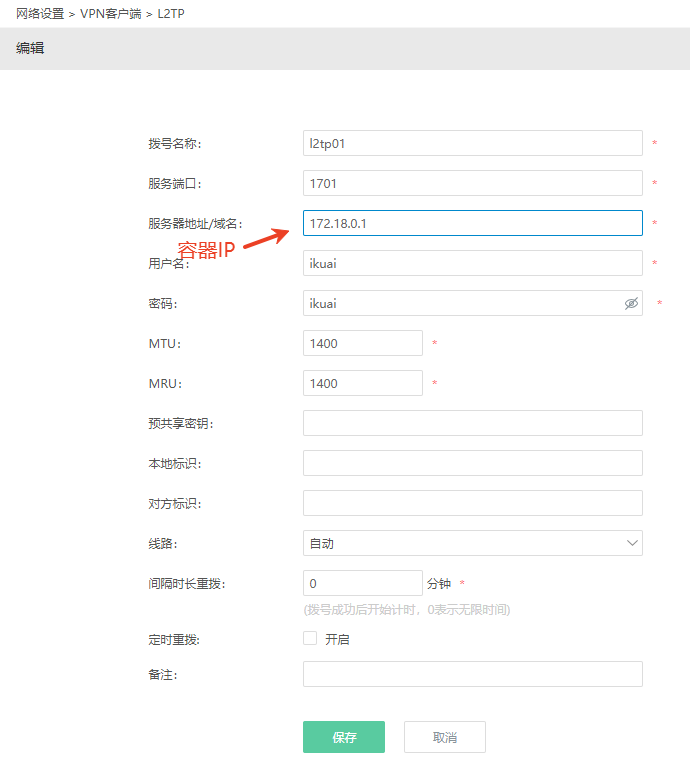 网络设置 > VPN客户端 > L2TP
编辑
拨号名称： l2tp01 *
服务端口： 1701 *
服务器地址/域名： 172.18.0.1 *
容器IP
用户名： ikuai *
密码： ikuai *
MTU： 1400 *
MRU： 1400 *
预共享密钥：
本地标识：
对方标识：
线路： 自动
间隔时长重拨： 0 分钟 *
(拨号成功后开始计时，0表示无限时间)
定时重拨: 开启
备注：
保存 取消